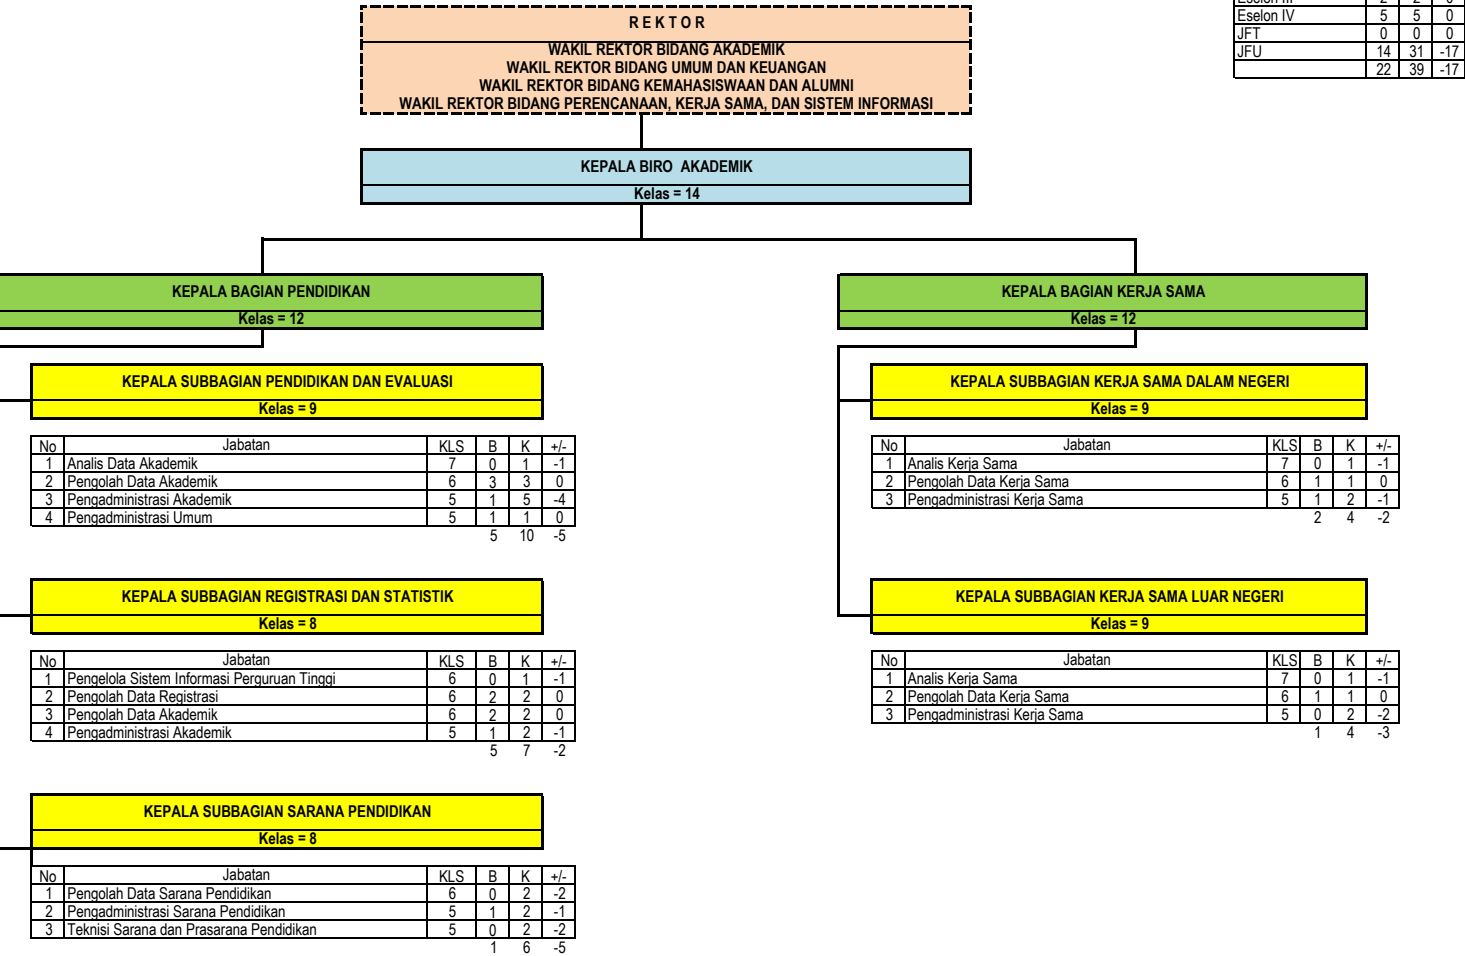 Eselon III 2 2 0
Eselon IV 5 5 0
JFT 0 0 0
JFU 14 31 -17
22 39 -17
R E K T O R
WAKIL REKTOR BIDANG AKADEMIK
WAKIL REKTOR BIDANG UMUM DAN KEUANGAN
WAKIL REKTOR BIDANG KEMAHASISWAAN DAN ALUMNI
WAKIL REKTOR BIDANG PERENCANAAN, KERJA SAMA, DAN SISTEM INFORMASI
KEPALA BIRO AKADEMIK
Kelas = 14
KEPALA BAGIAN PENDIDIKAN
Kelas = 12
KEPALA SUBBAGIAN PENDIDIKAN DAN EVALUASI
Kelas = 9
No Jabatan KLS B K +/-
1 Analis Data Akademik 7 0 1 -1
2 Pengolah Data Akademik 6 3 3 0
3 Pengadministrasi Akademik 5 1 5 -4
4 Pengadministrasi Umum 5 1 1 0
5 10 -5
KEPALA SUBBAGIAN REGISTRASI DAN STATISTIK
Kelas = 8
No Jabatan KLS B K +/-
1 Pengelola Sistem Informasi Perguruan Tinggi 6 0 1 -1
2 Pengolah Data Registrasi 6 2 2 0
3 Pengolah Data Akademik 6 2 2 0
4 Pengadministrasi Akademik 5 1 2 -1
5 7 -2
KEPALA SUBBAGIAN SARANA PENDIDIKAN
Kelas = 8
No Jabatan KLS B K +/-
1 Pengolah Data Sarana Pendidikan 6 0 2 -2
2 Pengadministrasi Sarana Pendidikan 5 1 2 -1
3 Teknisi Sarana dan Prasarana Pendidikan 5 0 2 -2
1 6 -5
KEPALA BAGIAN KERJA SAMA
Kelas = 12
KEPALA SUBBAGIAN KERJA SAMA DALAM NEGERI
Kelas = 9
No Jabatan KLS B K +/-
1 Analis Kerja Sama 7 0 1 -1
2 Pengolah Data Kerja Sama 6 1 1 0
3 Pengadministrasi Kerja Sama 5 1 2 -1
2 4 -2
KEPALA SUBBAGIAN KERJA SAMA LUAR NEGERI
Kelas = 9
No Jabatan KLS B K +/-
1 Analis Kerja Sama 7 0 1 -1
2 Pengolah Data Kerja Sama 6 1 1 0
3 Pengadministrasi Kerja Sama 5 0 2 -2
1 4 -3